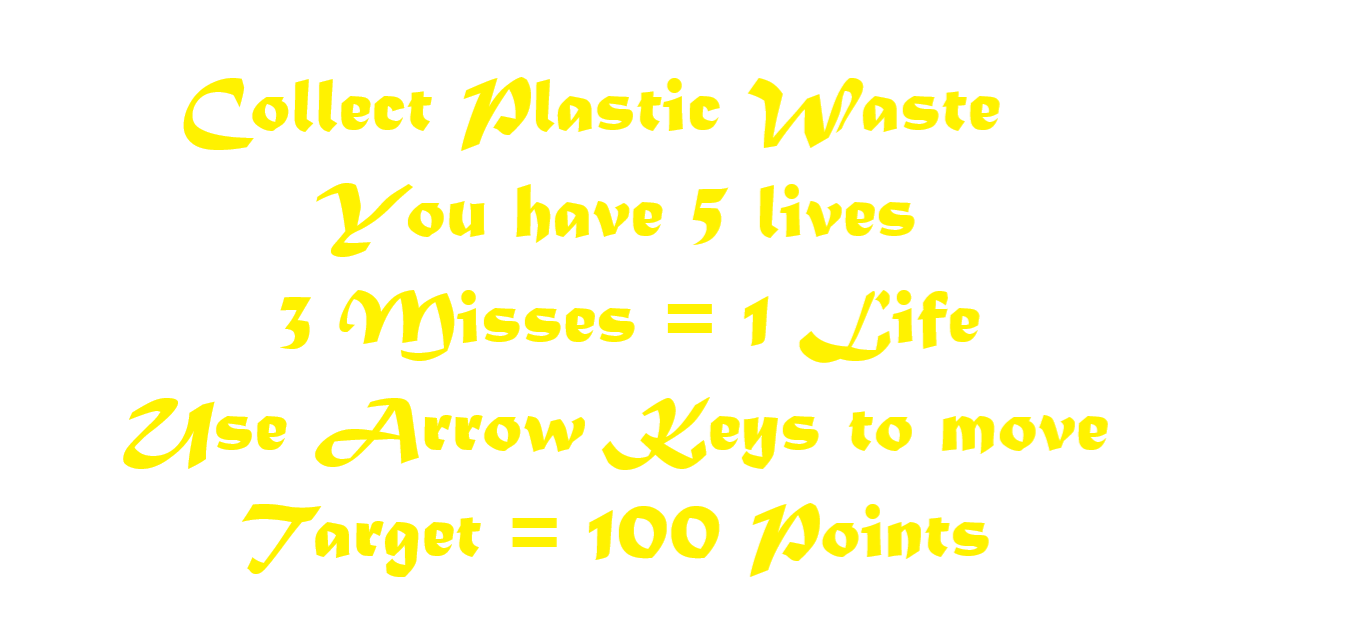 Collect Plastic Waste
You have 5 lives
3 Misses = 1 Life
Use Arrow Keys to move
Target = 100 Points